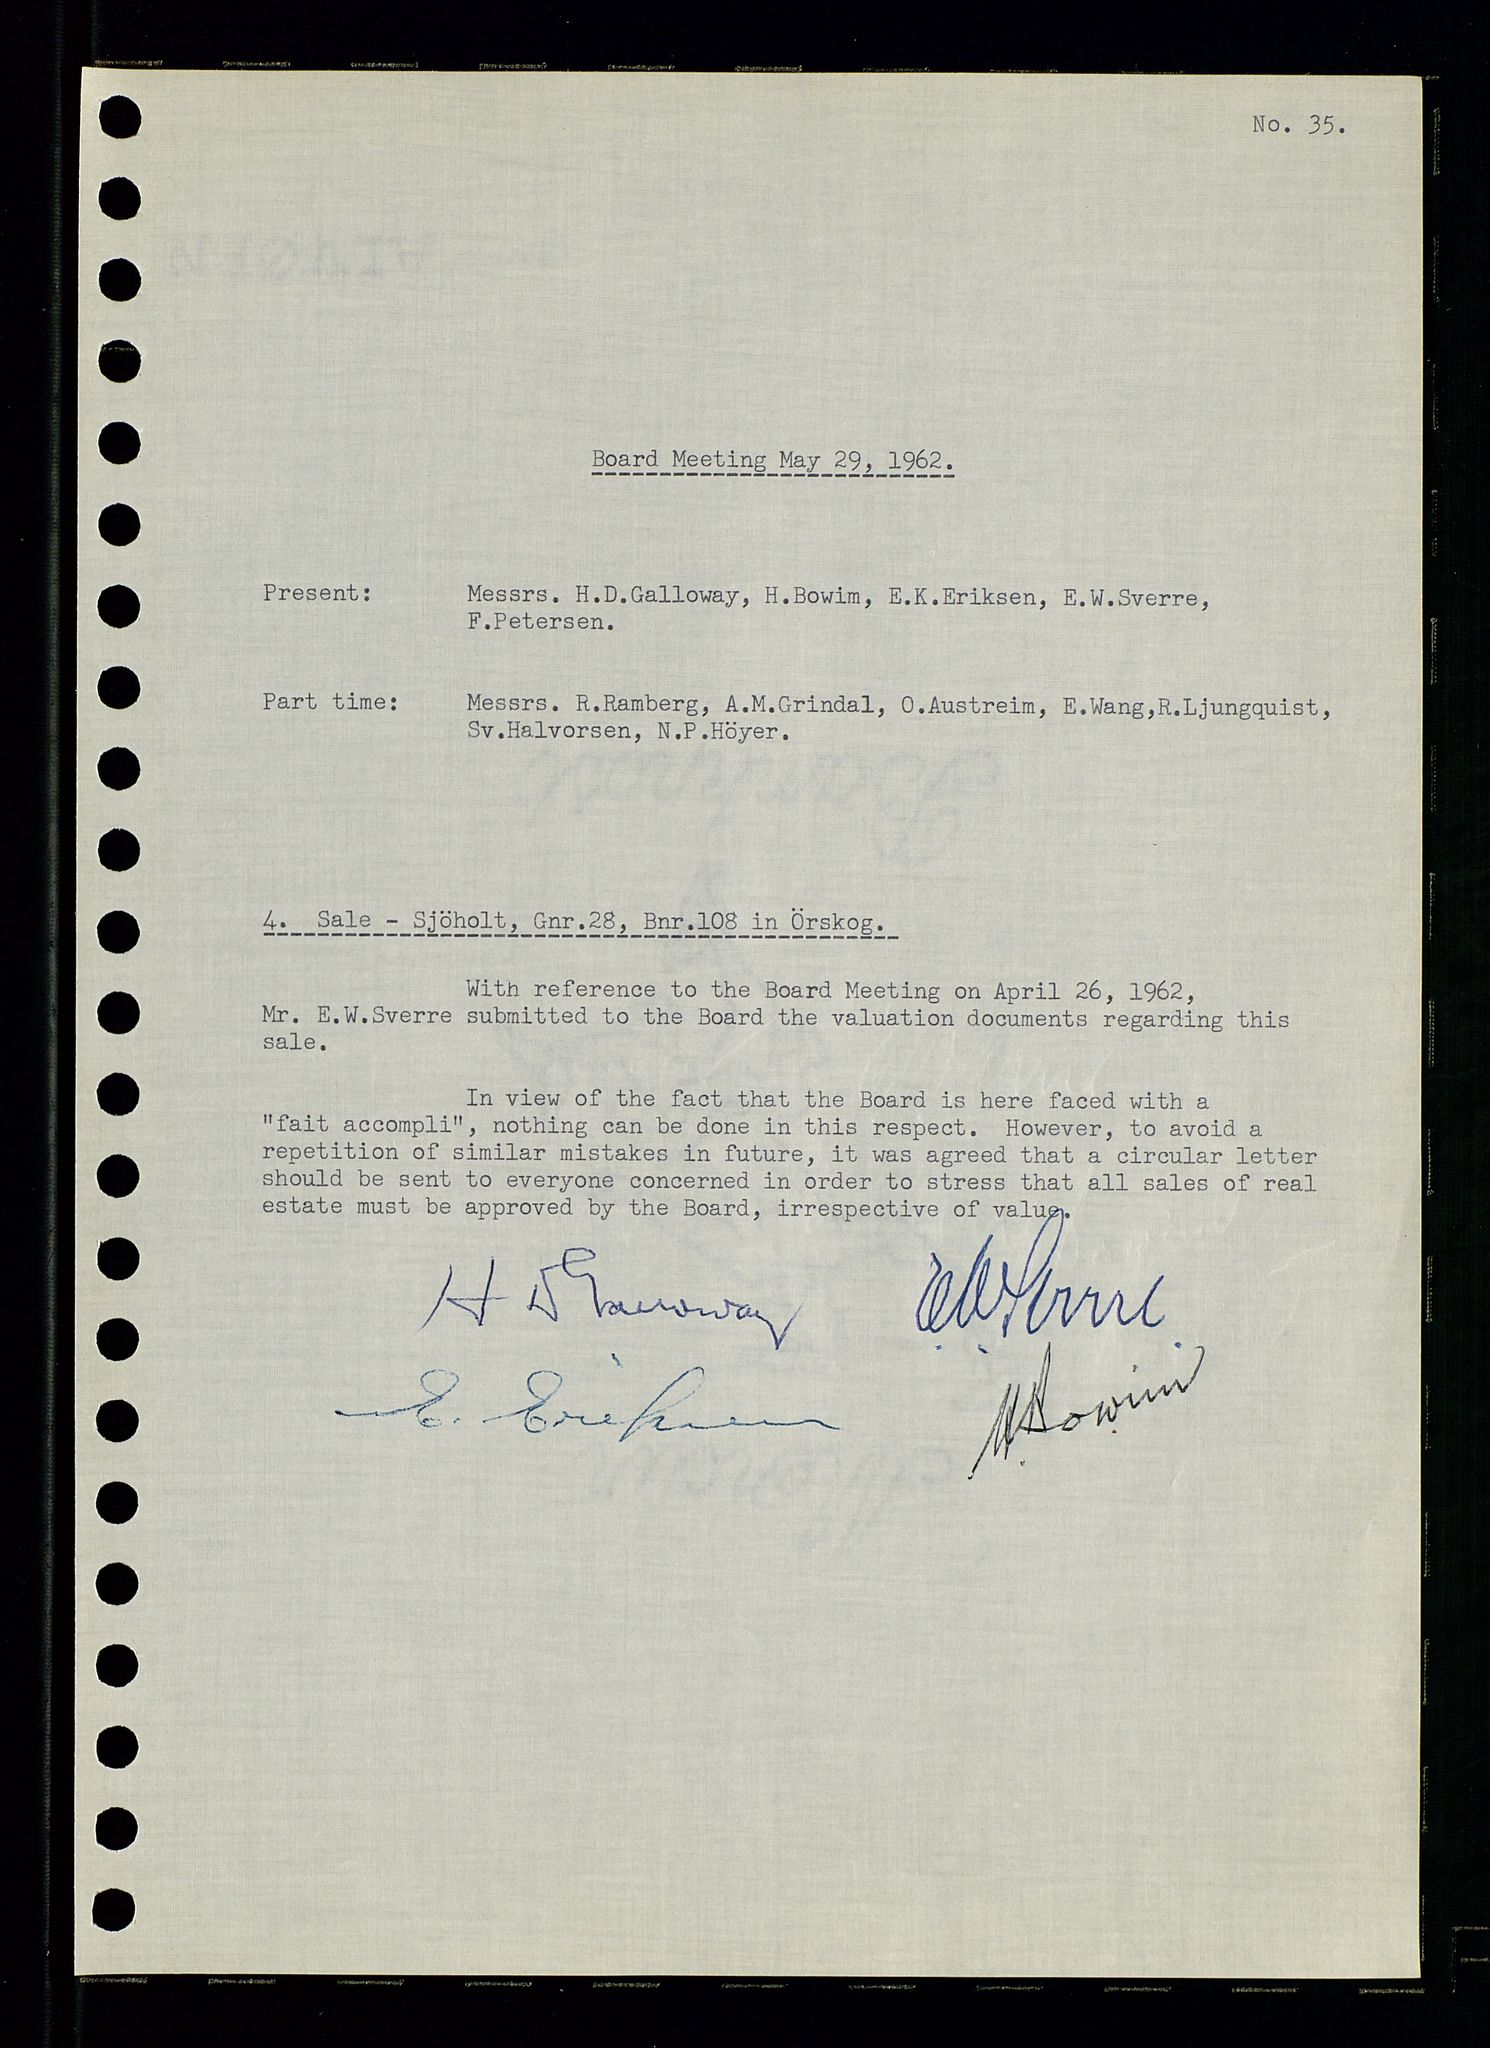 No. 35.
Board Meeting May 29, 1962.
Present: Messrs. H.D.Galloway, H.Bowim, E.K.Eriksen, E.W.Sverre,
F.Petersen.
Part time: Messrs. R.Ramberg, A.M.Grindal, O.Austreim, E.Wang,R.Ljungquist,
Sv.Halvorsen, N.P.Höyer.
4. Sale - Sjöholt, Gnr.28, Bnr.108 in Örskog.
With reference to the Board Meeting on April 26, 1962,
Mr. E.W.Sverre submitted to the Board the valuation documents regarding this
sale.
In view of the fact that the Board is here faced with a
"fait accompli", nothing can be done in this respect. However, to avoid a
repetition of similar mistakes in future, it was agreed that a circular letter
should be sent to everyone concerned in order to stress that all sales of real
estate must be approved by the Board, irrespective of value.
H D Galloway EWSverre
E. Eriksen HBowim